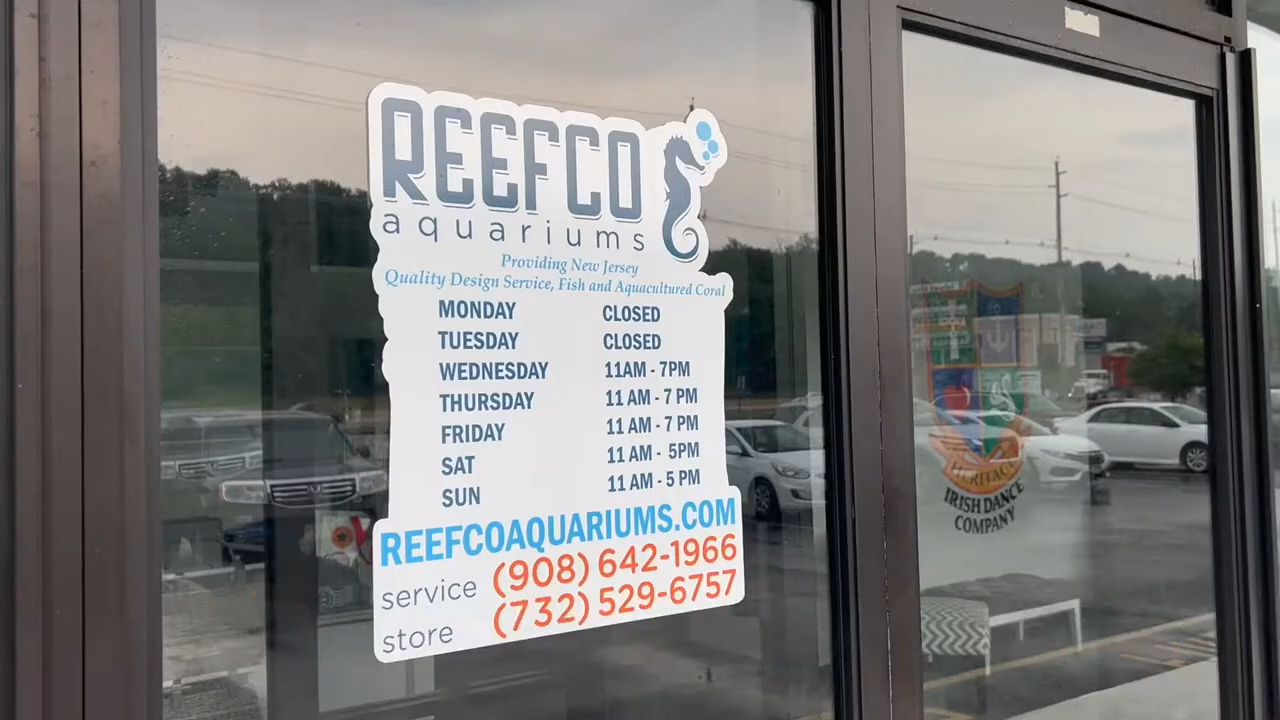 REEFCO
aquariums
Providing New Jersey
Quality Design Service, Fish and Aquacultured Coral
MONDAY CLOSED
TUESDAY CLOSED
WEDNESDAY 11AM - 7PM
THURSDAY 11 AM - 7 PM
FRIDAY 11 AM - 7 PM
SAT 11 AM - 5PM
SUN 11 AM - 5 PM
REEFCOAQUARIUMS.COM
service (908) 642-1966
store (732) 529-6757
HERITAGE
IRISH DANCE
COMPANY